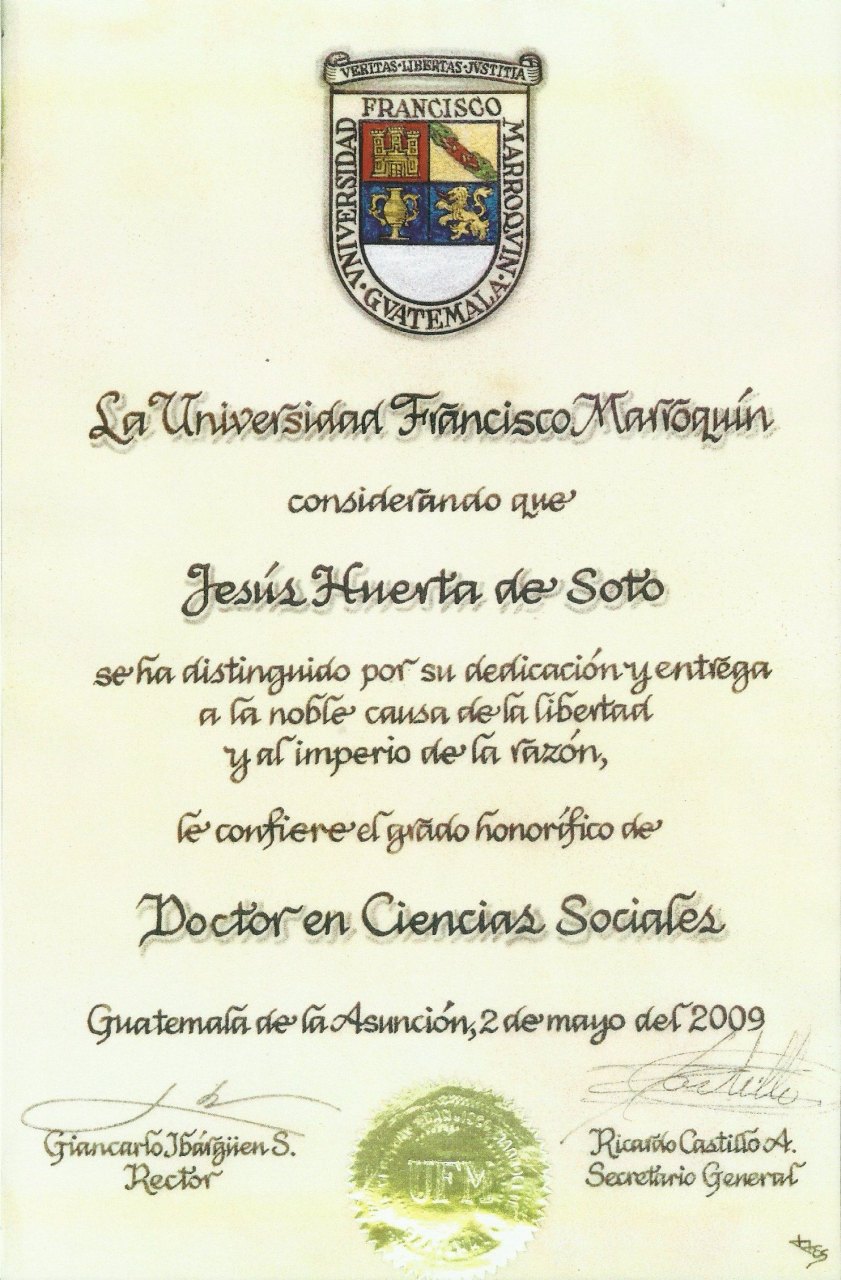 VERITAS·LIBERTAS·JVSTITIA
VNIVERSIDAD
FRANCISCO
MARROQVIN
·GVATEMALA·
La Universidad Francisco Marroquín
considerando que
Jesús Huerta de Soto
se ha distinguido por su dedicación y entrega
a la noble causa de la libertad
y al imperio de la razón,
le confiere el grado honorífico de
Doctor en Ciencias Sociales
Guatemala de la Asunción, 2 de mayo del 2009
Castillo
Giancarlo Ibárgüen S.
Rector
UFM
Ricardo Castillo A.
Secretario General